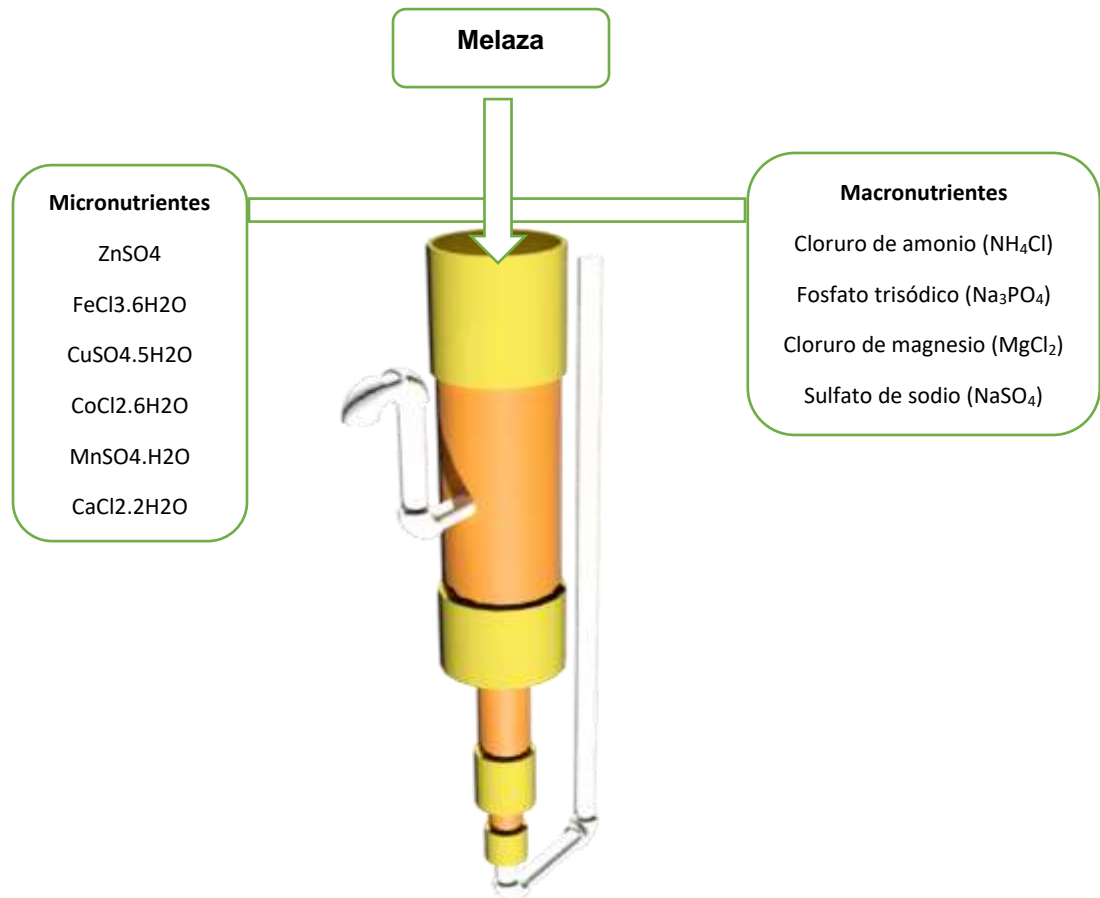 Melaza
Micronutrientes
ZnSO4
FeCl3.6H2O
CuSO4.5H2O
CoCl2.6H2O
MnSO4.H2O
CaCl2.2H2O
Macronutrientes
Cloruro de amonio (NH₄Cl)
Fosfato trisódico (Na₃PO₄)
Cloruro de magnesio (MgCl₂)
Sulfato de sodio (NaSO₄)